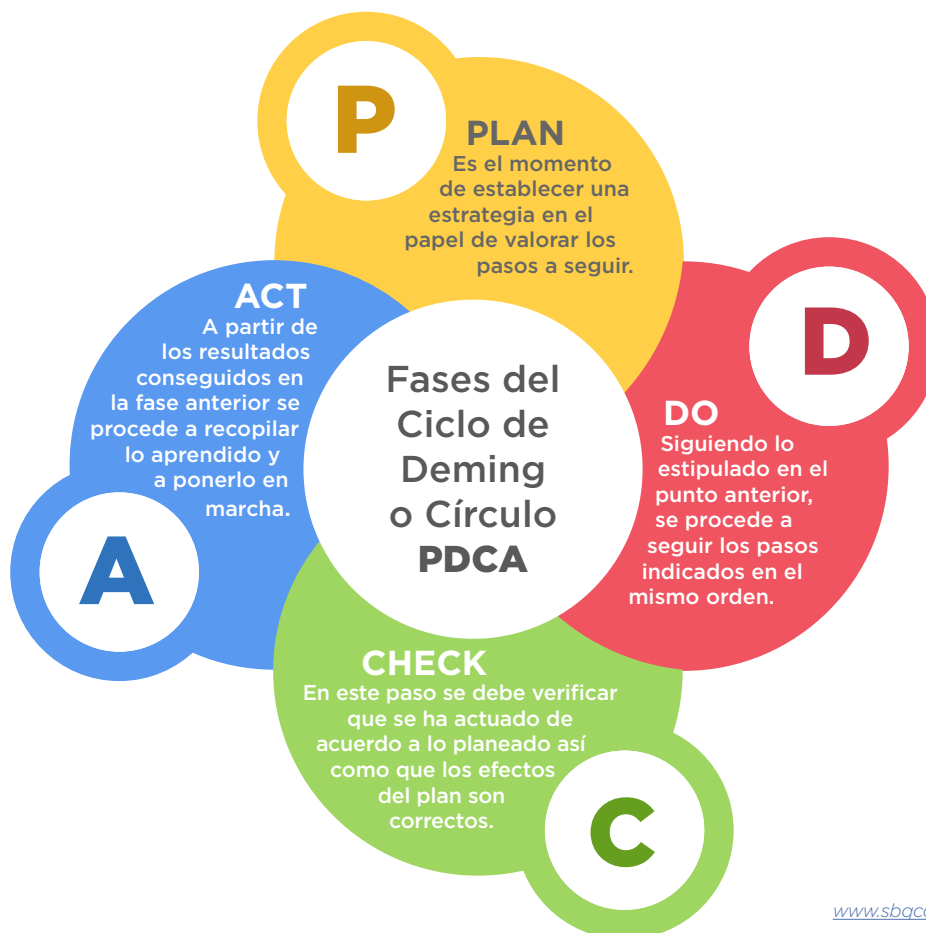 P
PLAN
Es el momento
de establecer una
estrategia en el
papel de valorar los
pasos a seguir.
D
DO
Siguiendo lo
estipulado en el
punto anterior,
se procede a
seguir los pasos
indicados en el
mismo orden.
C
CHECK
En este paso se debe verificar
que se ha actuado de
acuerdo a lo planeado así
como que los efectos
del plan son
correctos.
A
ACT
A partir de
los resultados
conseguidos en
la fase anterior se
procede a recopilar
lo aprendido y
a ponerlo en
marcha.
Fases del
Ciclo de
Deming
o Círculo
PDCA